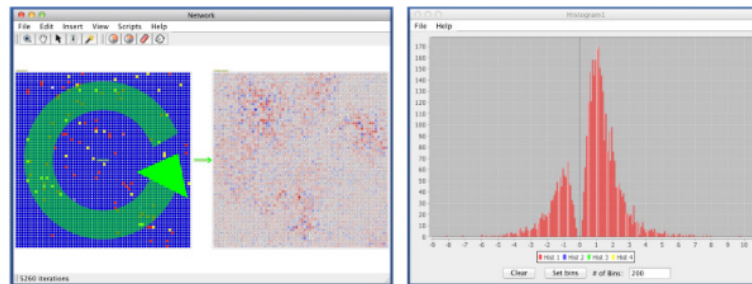 Network
File Edit Insert View Scripts Help
5260 iterations
Histogram1
File Help
170
160
150
140
130
120
110
100
90
80
70
60
50
40
30
20
10
0
-8 -7 -6 -5 -4 -3 -2 -1 0 1 2 3 4 5 6 7 8 9 10
Hist 1 Hist 2 Hist 3 Hist 4
Clear Set bins # of Bins: 200